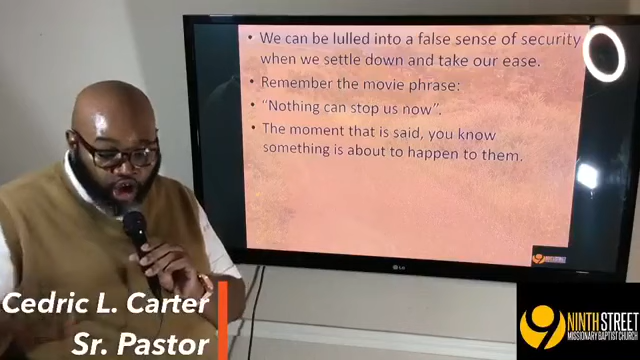 • We can be lulled into a false sense of security
when we settle down and take our ease.
• Remember the movie phrase:
• "Nothing can stop us now".
• The moment that is said, you know
something is about to happen to them.
LG
Cedric L. Carter
Sr. Pastor
NINTH STREET
MISSIONARY BAPTIST CHURCH